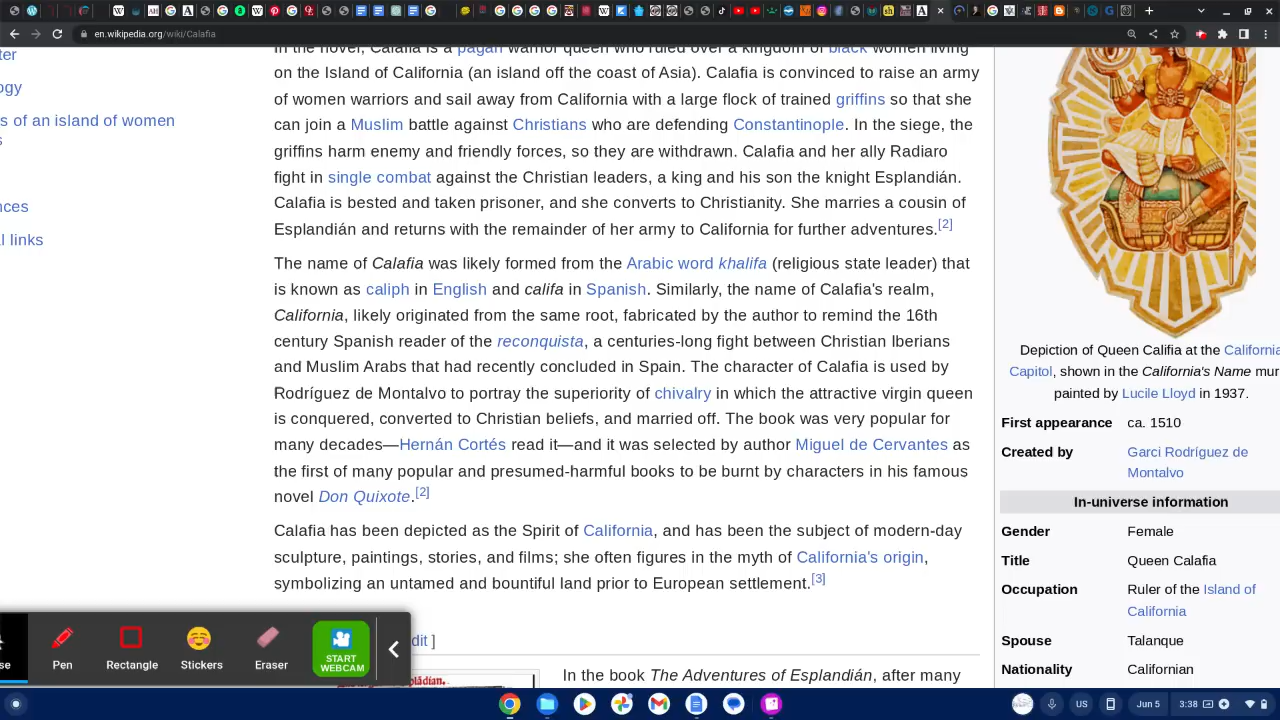 en.wikipedia.org/wiki/Calafia
ter
ogy
s of an island of women
s
nces
l links
In the novel, Calafia is a pagan warrior queen who ruled over a kingdom of black women living
on the Island of California (an island off the coast of Asia). Calafia is convinced to raise an army
of women warriors and sail away from California with a large flock of trained griffins so that she
can join a Muslim battle against Christians who are defending Constantinople. In the siege, the
griffins harm enemy and friendly forces, so they are withdrawn. Calafia and her ally Radiaro
fight in single combat against the Christian leaders, a king and his son the knight Esplandián.
Calafia is bested and taken prisoner, and she converts to Christianity. She marries a cousin of
Esplandián and returns with the remainder of her army to California for further adventures.[2]
The name of Calafia was likely formed from the Arabic word khalifa (religious state leader) that
is known as caliph in English and califa in Spanish. Similarly, the name of Calafia's realm,
California, likely originated from the same root, fabricated by the author to remind the 16th
century Spanish reader of the reconquista, a centuries-long fight between Christian Iberians
and Muslim Arabs that had recently concluded in Spain. The character of Calafia is used by
Rodríguez de Montalvo to portray the superiority of chivalry in which the attractive virgin queen
is conquered, converted to Christian beliefs, and married off. The book was very popular for
many decades—Hernán Cortés read it—and it was selected by author Miguel de Cervantes as
the first of many popular and presumed-harmful books to be burnt by characters in his famous
novel Don Quixote.[2]
Calafia has been depicted as the Spirit of California, and has been the subject of modern-day
sculpture, paintings, stories, and films; she often figures in the myth of California's origin,
symbolizing an untamed and bountiful land prior to European settlement.[3]
dit ]
In the book The Adventures of Esplandián, after many
Depiction of Queen Califia at the California
Capitol, shown in the California's Name mur
painted by Lucile Lloyd in 1937.
First appearance ca. 1510
Created by Garci Rodríguez de
Montalvo
In-universe information
Gender Female
Title Queen Calafia
Occupation Ruler of the Island of
California
Spouse Talanque
Nationality Californian
se Pen Rectangle Stickers Eraser START
WEBCAM
US Jun 5 3:38